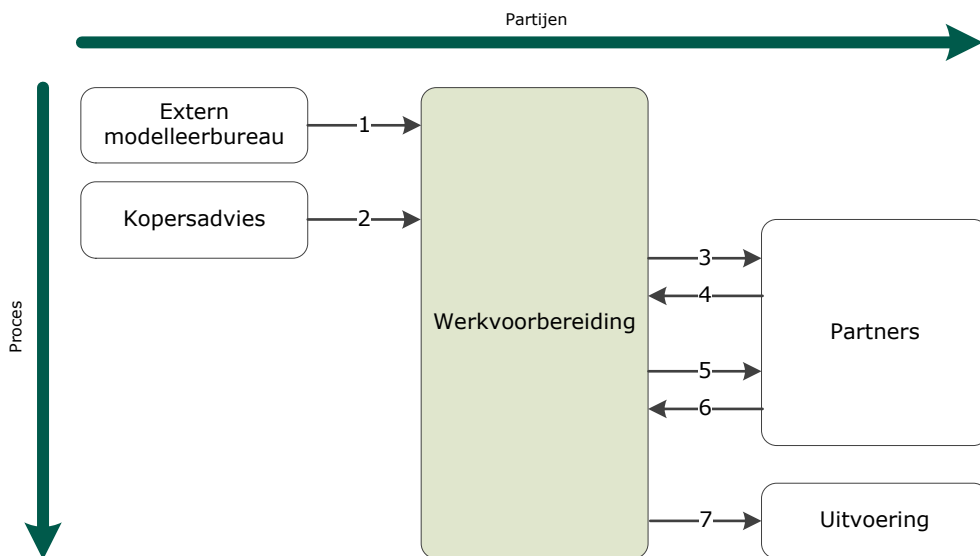 Partijen
Proces
Extern
modelleerbureau
1
Kopersadvies
2
Werkvoorbereiding
3
4
5
6
Partners
7
Uitvoering